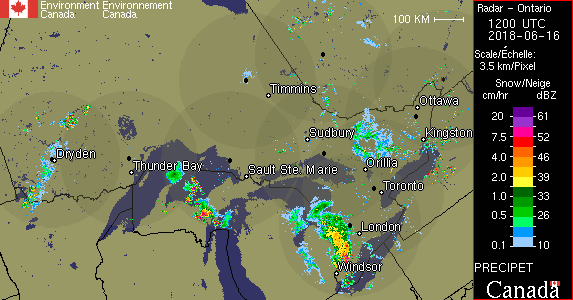 Environment Environnement
Canada Canada
100 KM
Timmins
Ottawa
Sudbury
Kingston
Dryden
Thunder Bay
Sault Ste. Marie
Orillia
Toronto
London
Windsor
Radar - Ontario
1200 UTC
2018-06-16
Scale/Échelle:
3.5 km/Pixel
Snow/Neige
cm/hr dBZ
20 61
7.5 52
4.0 46
2.0 39
1.0 33
0.5 26
0.1 10
PRECIPET
Canada